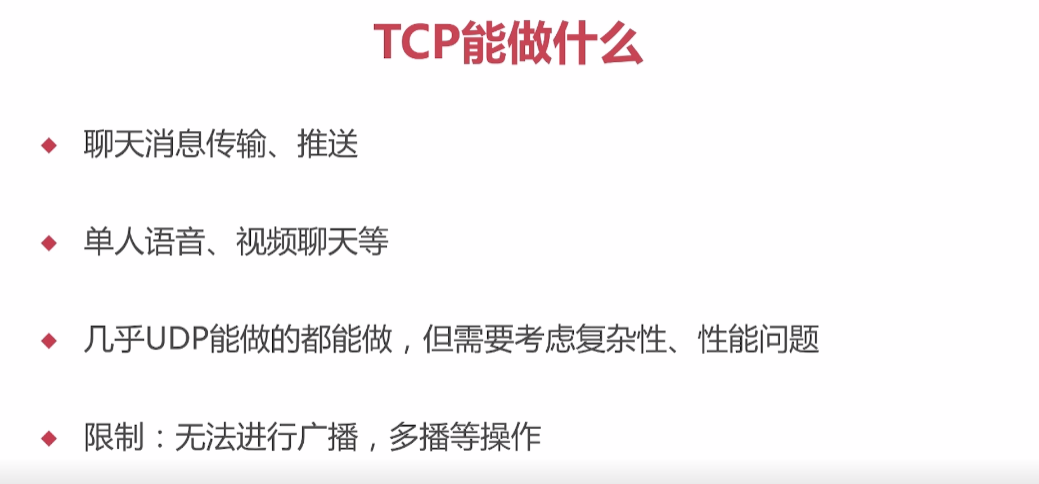 TCP能做什么
聊天消息传输、推送
单人语音、视频聊天等
几乎UDP能做的都能做，但需要考虑复杂性、性能问题
限制：无法进行广播，多播等操作